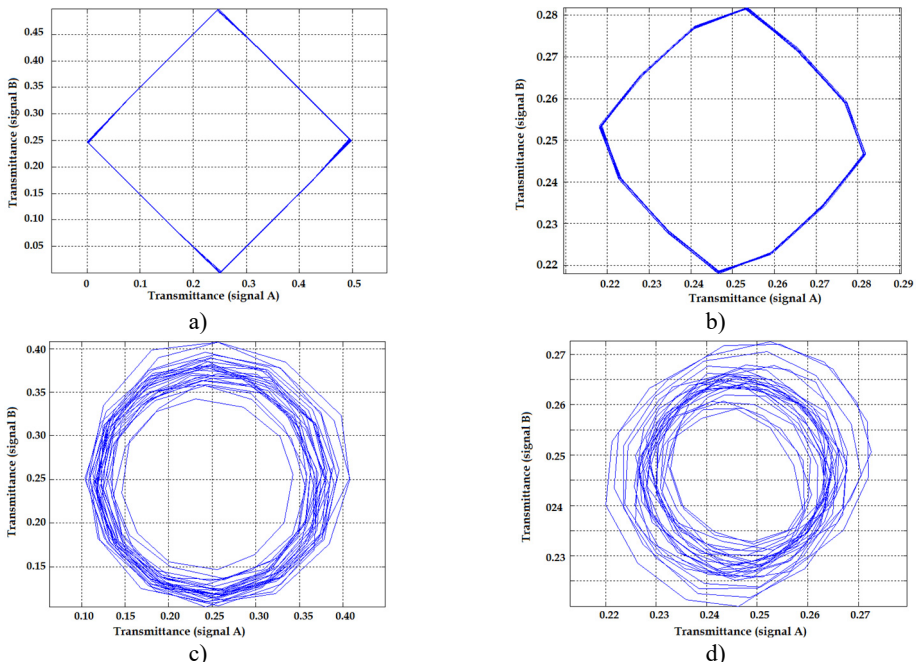 Transmittance (signal B)
0.45
0.40
0.35
0.30
0.25
0.20
0.15
0.10
0.05
0 0.1 0.2 0.3 0.4 0.5
Transmittance (signal A)
a)
Transmittance (signal B)
0.28
0.27
0.26
0.25
0.24
0.23
0.22
0.22 0.23 0.24 0.25 0.26 0.27 0.28 0.29
Transmittance (signal A)
b)
Transmittance (signal B)
0.40
0.35
0.30
0.25
0.20
0.15
0.10 0.15 0.20 0.25 0.30 0.35 0.40
Transmittance (signal A)
c)
Transmittance (signal B)
0.27
0.26
0.25
024
0.23
0.22 0.23 0.24 0.25 0.26 0.27
Transmittance (signal A)
d)